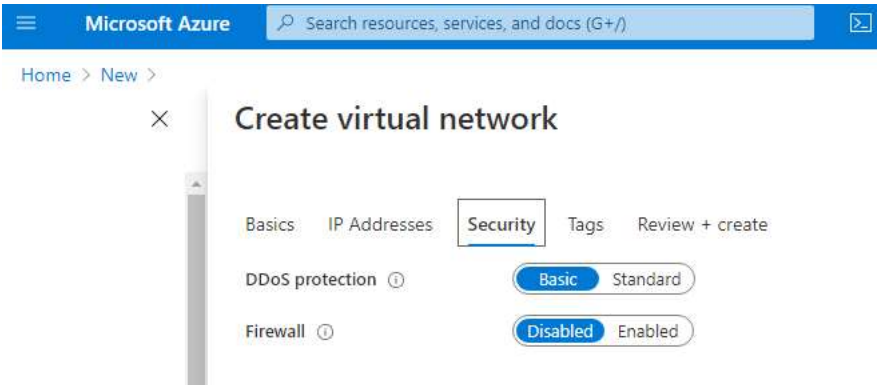 Microsoft Azure Search resources, services, and docs (G+/)
Home > New >
Create virtual network
Basics IP Addresses Security Tags Review + create
DDoS protection Basic Standard
Firewall Disabled Enabled